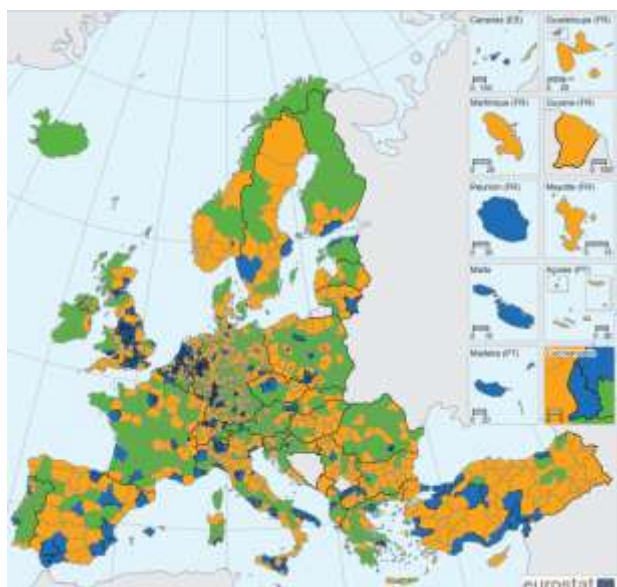 Canarias (ES)
Guadeloupe (FR)
Martinique (FR)
Guyane (FR)
Réunion (FR)
Mayotte (FR)
Malta
Açores (PT)
Madeira (PT)
Liechtenstein
eurostat